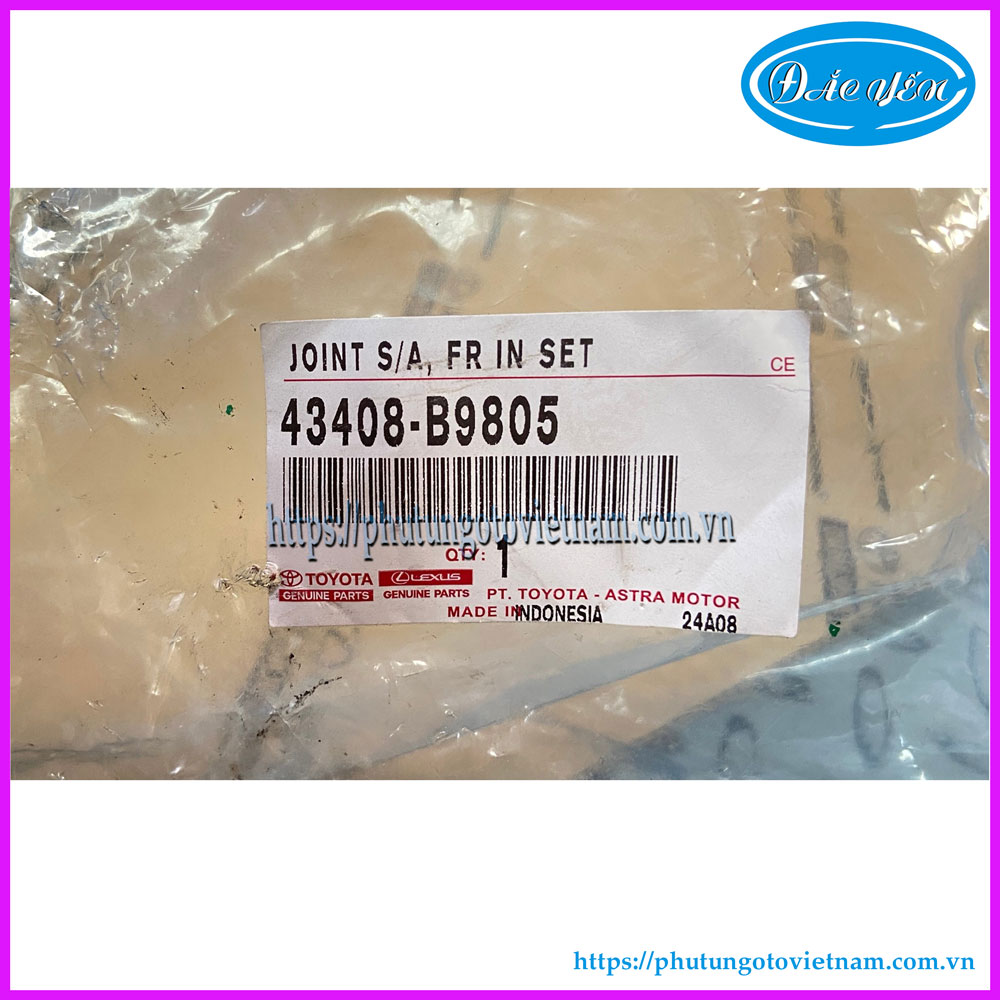 ĐẮC YẾN
JOINT S/A, FR IN SET
CE
43408-B9805
https://phutungotovietnam.com.vn
QTY: 1
TOYOTA LEXUS
GENUINE PARTS GENUINE PARTS PT. TOYOTA - ASTRA MOTOR
MADE IN INDONESIA 24A08
https://phutungotovietnam.com.vn